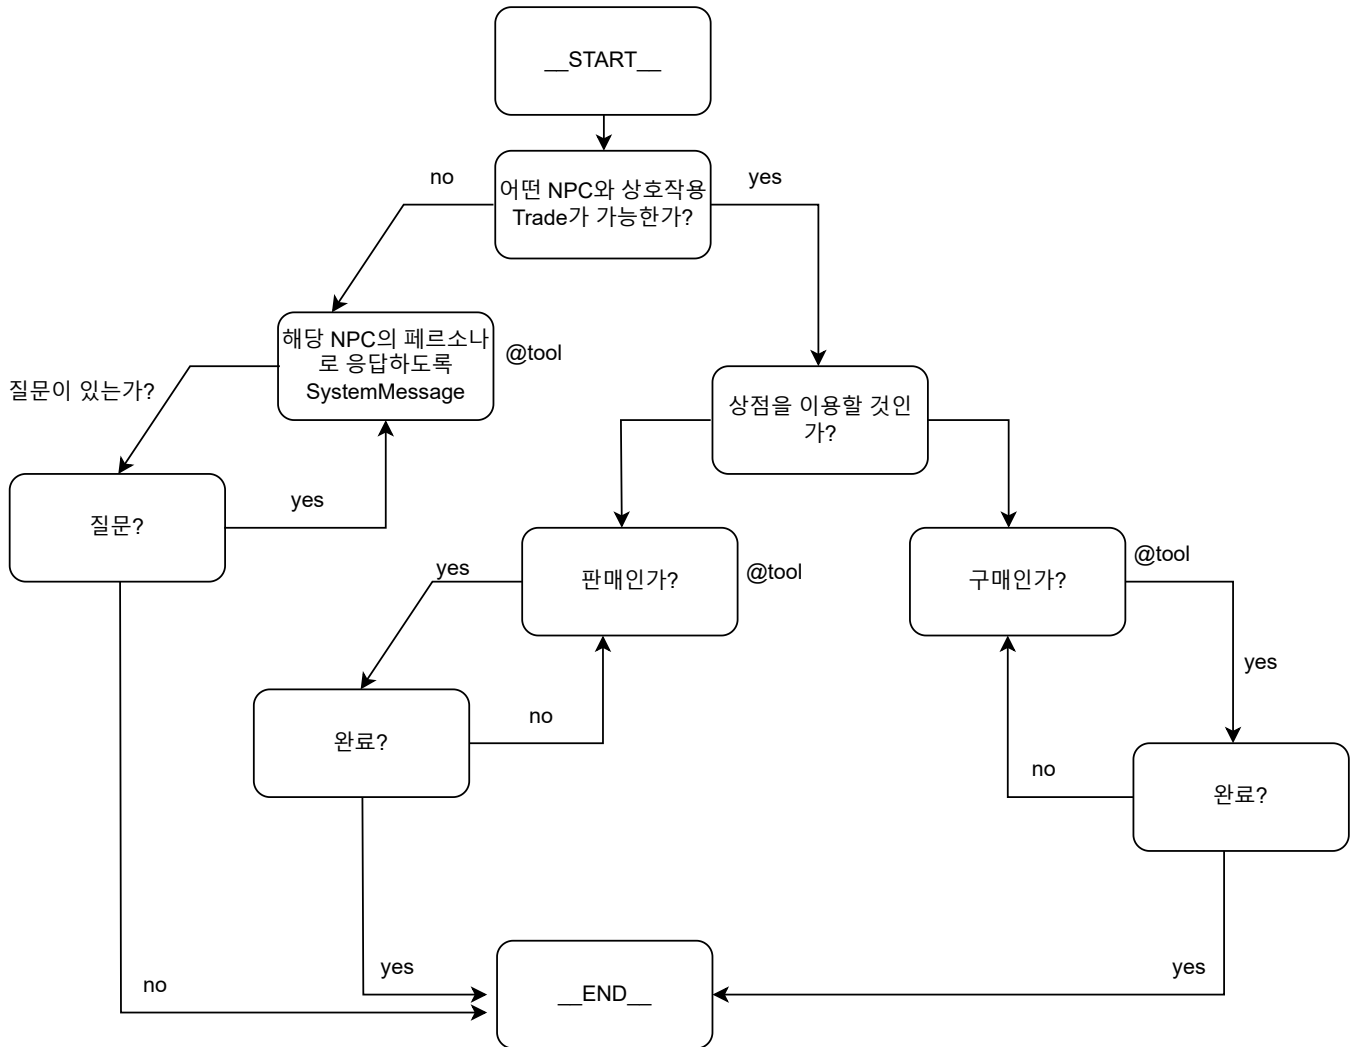 __START__
no
yes
어떤 NPC와 상호작용
Trade가 가능한가?
해당 NPC의 페르소나
로 응답하도록
SystemMessage
@tool
질문이 있는가?
상점을 이용할 것인
가?
질문?
yes
판매인가?
@tool
yes
구매인가?
@tool
yes
완료?
no
완료?
no
yes
yes
no
__END__